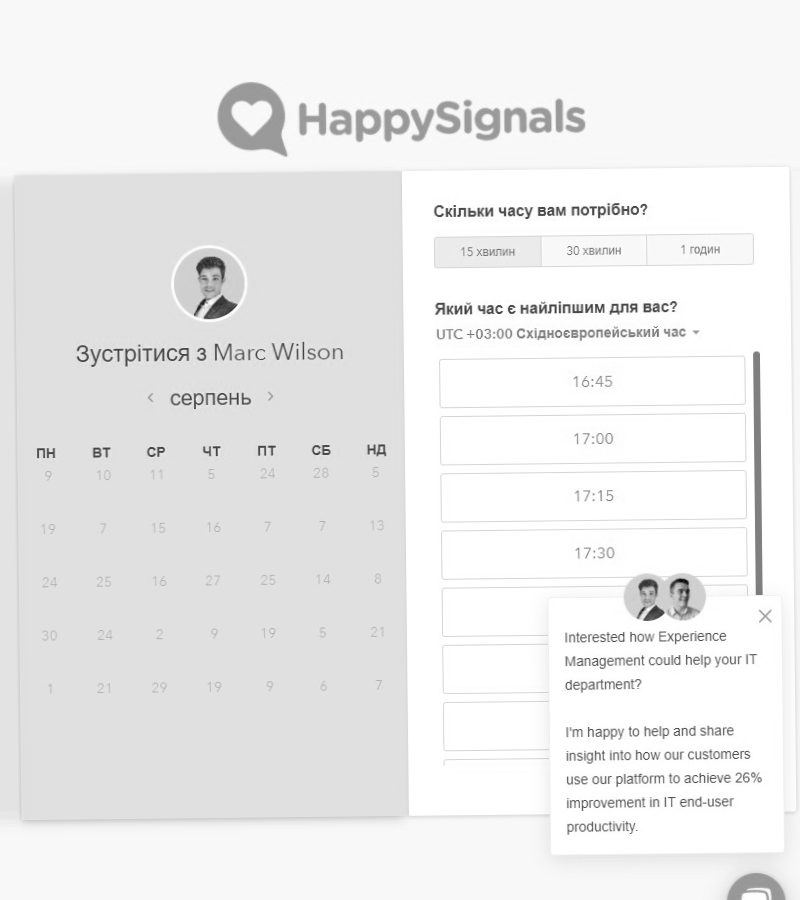 HappySignals
Зустрітися з Marc Wilson
серпень
ПН ВТ СР ЧТ ПТ СБ НД
9 10 11 5 24 28 5
19 7 15 16 7 7 13
24 25 16 27 25 14 8
30 24 2 9 19 5 21
1 21 29 19 9 6 7
Скільки часу вам потрібно?
15 хвилин 30 хвилин 1 годин
Який час є найліпшим для вас?
UTC +03:00 Східноєвропейський час
16:45
17:00
17:15
17:30
Interested how Experience
Management could help your IT
department?
I'm happy to help and share
insight into how our customers
use our platform to achieve 26%
improvement in IT end-user
productivity.